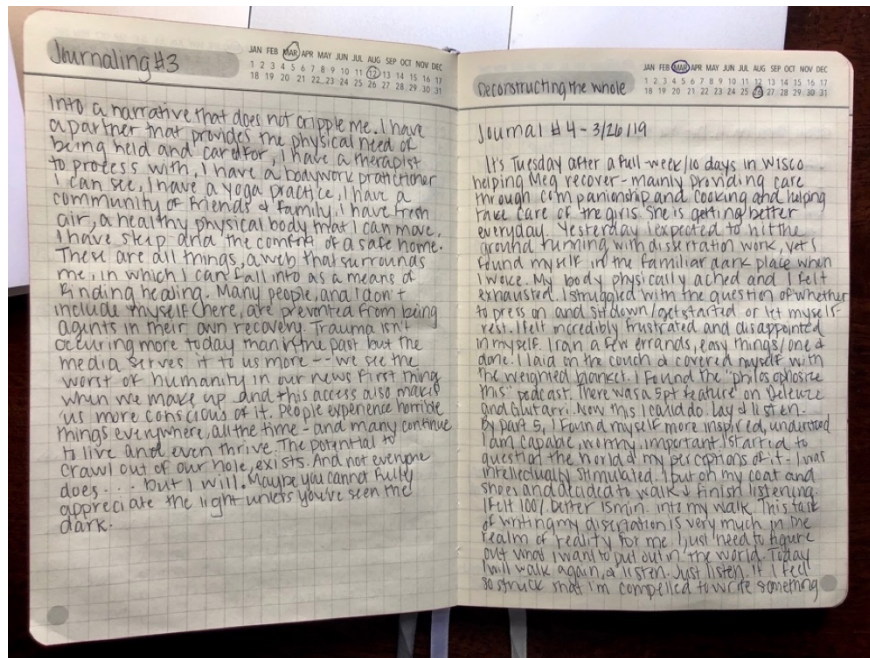 Journaling #3
JAN FEB MAR APR MAY JUN JUL AUG SEP OCT NOV DEC
1 2 3 4 5 6 7 8 9 10 11 12 13 14 15 16 17
18 19 20 21 22 23 24 25 26 27 28 29 30 31
Into a narrative that does not cripple me. I have
a partner that provides me physical need of
being held and cared for, I have a therapist
to process with, I have a bodywork practitioner
I can see, I have a yoga practice, I have a
community of friends & family, I have fresh
air, a healthy physical body that I can move,
I have sleep and the comfort of a safe home.
These are all things, a web that surrounds
me, in which I can fall into as a means of
finding healing. Many people, and I don't
include myself here, are prevented from being
agents in their own recovery. Trauma isn't
occuring more today than in the past but the
media serves it to us more -- we see the
worst of humanity in our news first thing
when we wake up and this access also makes
us more conscious of it. People experience horrible
things everywhere, all the time - and many continue
to live and even thrive. The potential to
crawl out of our hole, exists. And not everyone
does ... but I will. Maybe you cannot fully
appreciate the light unless you've seen the
dark.
Deconstructing the whole
JAN FEB MAR APR MAY JUN JUL AUG SEP OCT NOV DEC
1 2 3 4 5 6 7 8 9 10 11 12 13 14 15 16 17
18 19 20 21 22 23 24 25 26 27 28 29 30 31
Journal #4 - 3/26/19
It's Tuesday after a full-week/10 days in Wisco
helping Meg recover - mainly providing care
through companionship and cooking and helping
take care of the girls. She is getting better
everyday. Yesterday I expected to hit the
ground running with dissertation work, yet I
found myself in the familiar dark place when
I woke. My body physically ached and I felt
exhausted. I struggled with the question of whether
to press on and sit down/get started or let myself
rest. I felt incredibly frustrated and disappointed
in myself. I ran a few errands, easy things/one &
done. I laid on the couch & covered myself with
the weighted blanket. I found the "philosophize
this" podcast. There was a 5pt feature on Deleuze
and Guitarri. Now this I could do. Lay & listen.
By part 5, I found myself more inspired, understood
I am capable, worthy, important. I started to
question the world & my perceptions of it - I was
intellectually stimulated. I put on my coat and
shoes and decided to walk & finish listening.
I felt 100% better 15min. into my walk. This task
of writing my dissertation is very much in the
realm of reality for me. I just need to figure
out what I want to put out in the world. Today
I will walk again, & listen. Just listen. If I feel
so struck that I'm compelled to write something